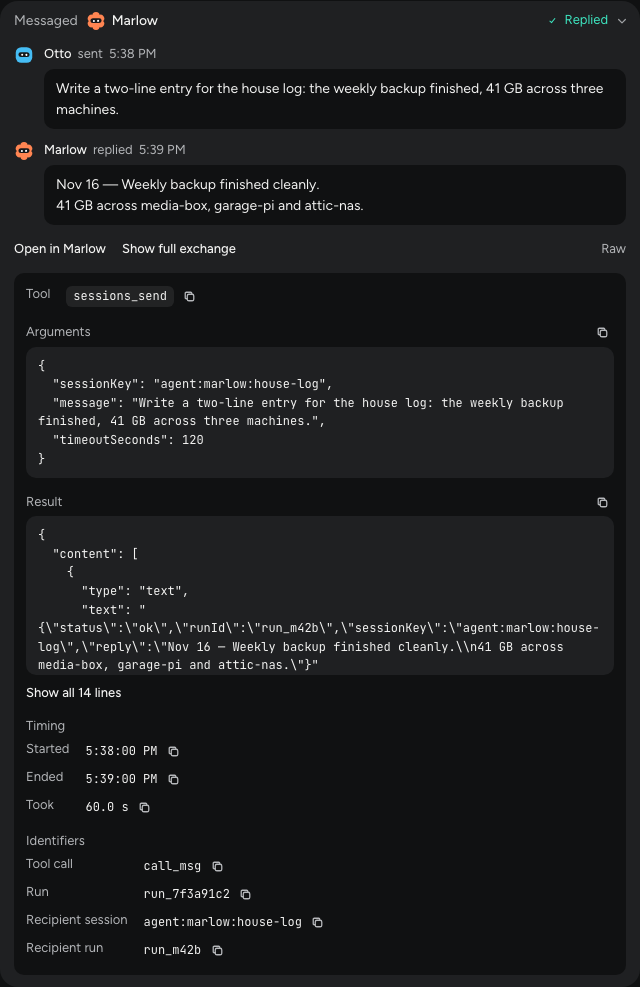 Messaged Marlow
Replied
Otto sent 5:38 PM
Write a two-line entry for the house log: the weekly backup finished, 41 GB across three
machines.
Marlow replied 5:39 PM
Nov 16 — Weekly backup finished cleanly.
41 GB across media-box, garage-pi and attic-nas.
Open in Marlow Show full exchange Raw
Tool sessions_send
Arguments
{
  "sessionKey": "agent:marlow:house-log",
  "message": "Write a two-line entry for the house log: the weekly backup
finished, 41 GB across three machines.",
  "timeoutSeconds": 120
}
Result
{
  "content": [
    {
      "type": "text",
      "text": "
{\"status\":\"ok\",\"runId\":\"run_m42b\",\"sessionKey\":\"agent:marlow:house-
log\",\"reply\":\"Nov 16 — Weekly backup finished cleanly.\\n41 GB across
media-box, garage-pi and attic-nas.\"}"
Show all 14 lines
Timing
Started 5:38:00 PM
Ended 5:39:00 PM
Took 60.0 s
Identifiers
Tool call call_msg
Run run_7f3a91c2
Recipient session agent:marlow:house-log
Recipient run run_m42b